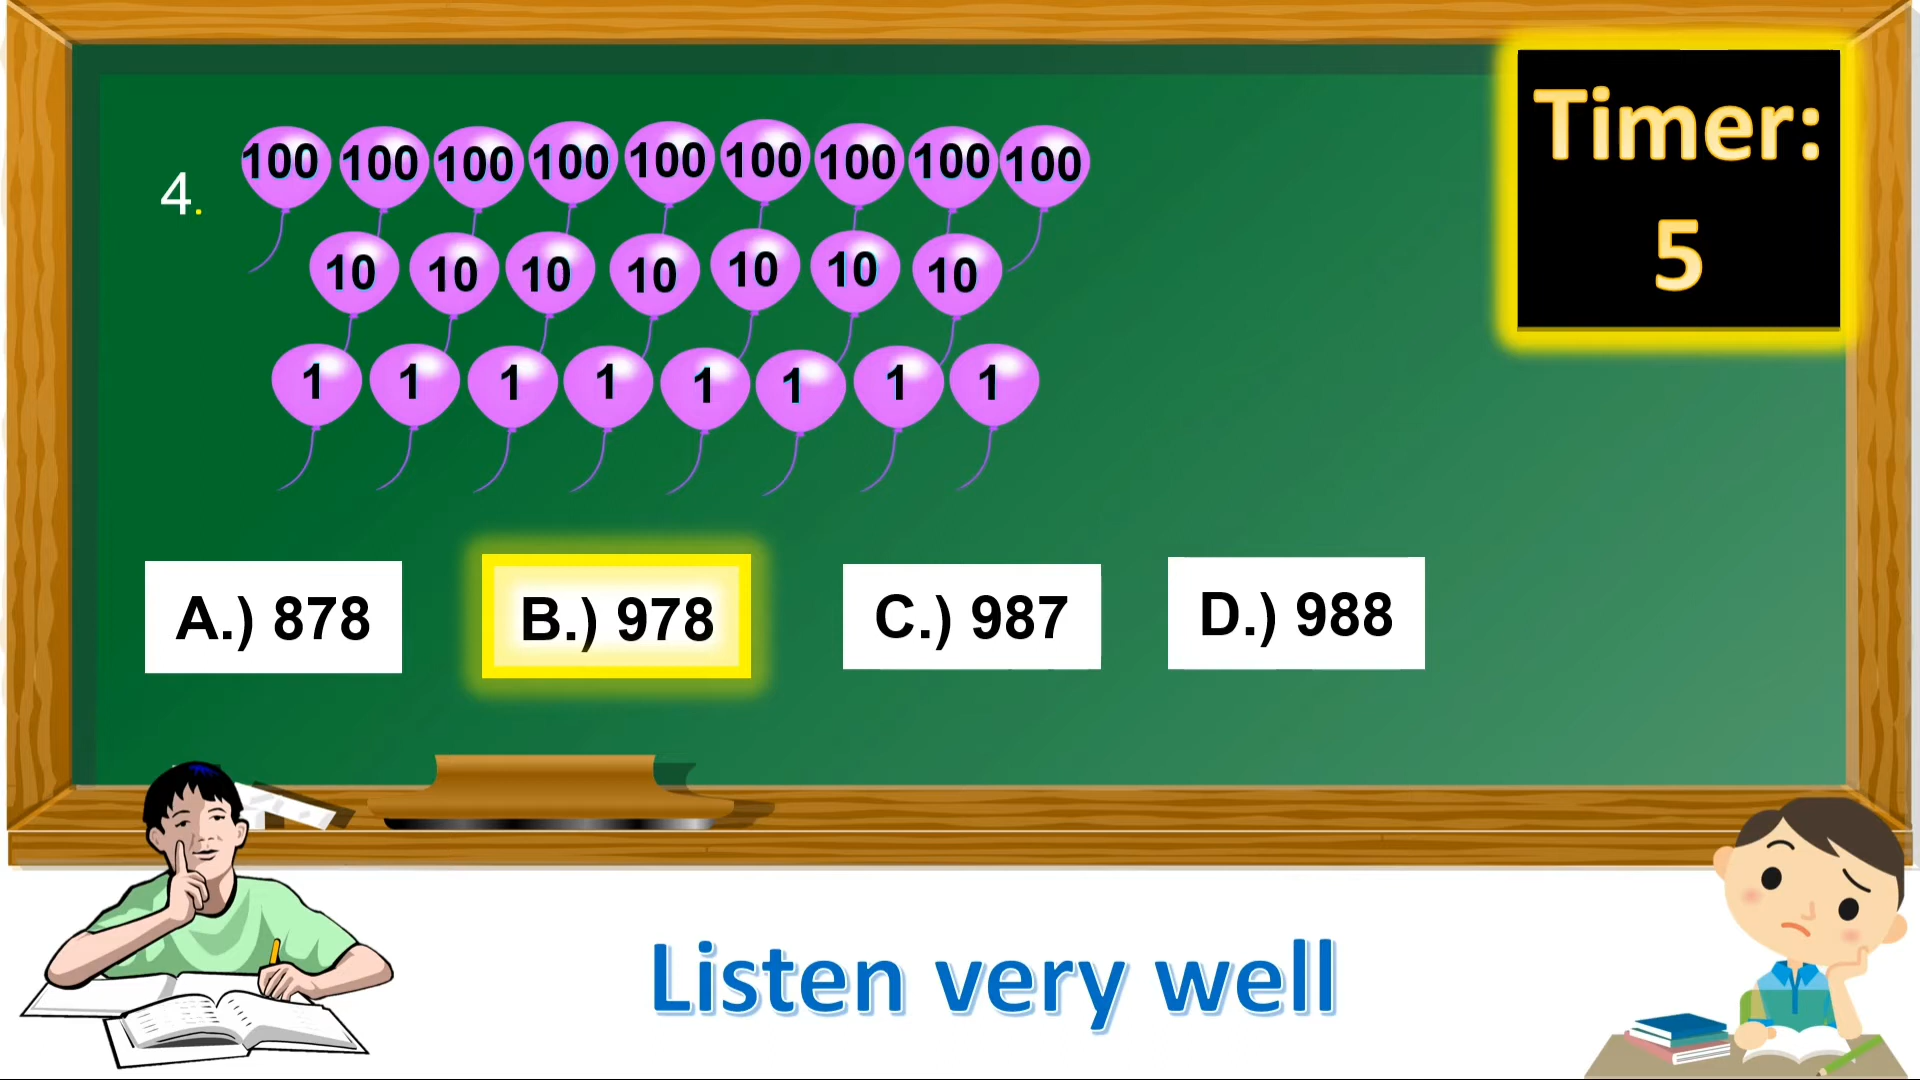 Timer:
5
4.
100 100 100 100 100 100 100 100 100
10 10 10 10 10 10 10
1 1 1 1 1 1 1 1
A.) 878
B.) 978
C.) 987
D.) 988
Listen very well